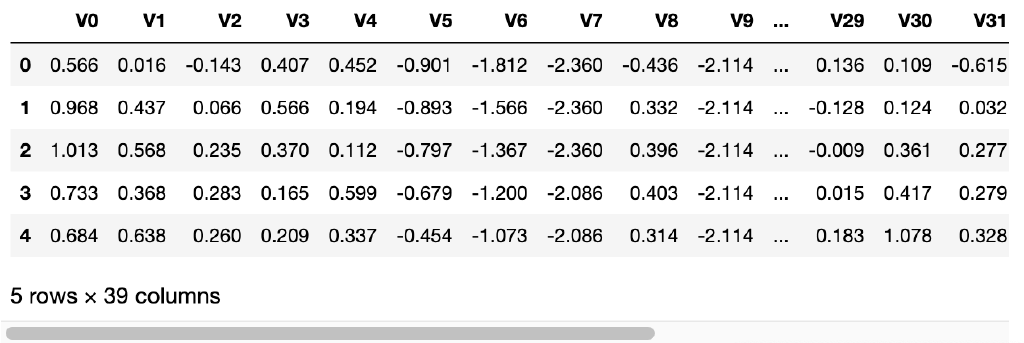 V0 V1 V2 V3 V4 V5 V6 V7 V8 V9 ... V29 V30 V31
0 0.566 0.016 -0.143 0.407 0.452 -0.901 -1.812 -2.360 -0.436 -2.114 ... 0.136 0.109 -0.615
1 0.968 0.437 0.066 0.566 0.194 -0.893 -1.566 -2.360 0.332 -2.114 ... -0.128 0.124 0.032
2 1.013 0.568 0.235 0.370 0.112 -0.797 -1.367 -2.360 0.396 -2.114 ... -0.009 0.361 0.277
3 0.733 0.368 0.283 0.165 0.599 -0.679 -1.200 -2.086 0.403 -2.114 ... 0.015 0.417 0.279
4 0.684 0.638 0.260 0.209 0.337 -0.454 -1.073 -2.086 0.314 -2.114 ... 0.183 1.078 0.328
5 rows × 39 columns